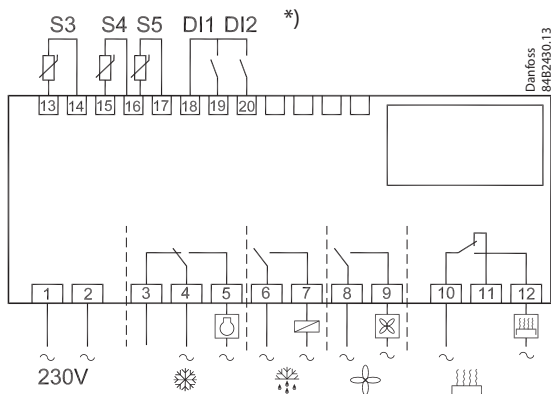 S3 S4 S5 DI1 DI2 *)
Danfoss
84B2430.13
13 14 15 16 17 18 19 20
1 2 3 4 5 6 7 8 9 10 11 12
230V